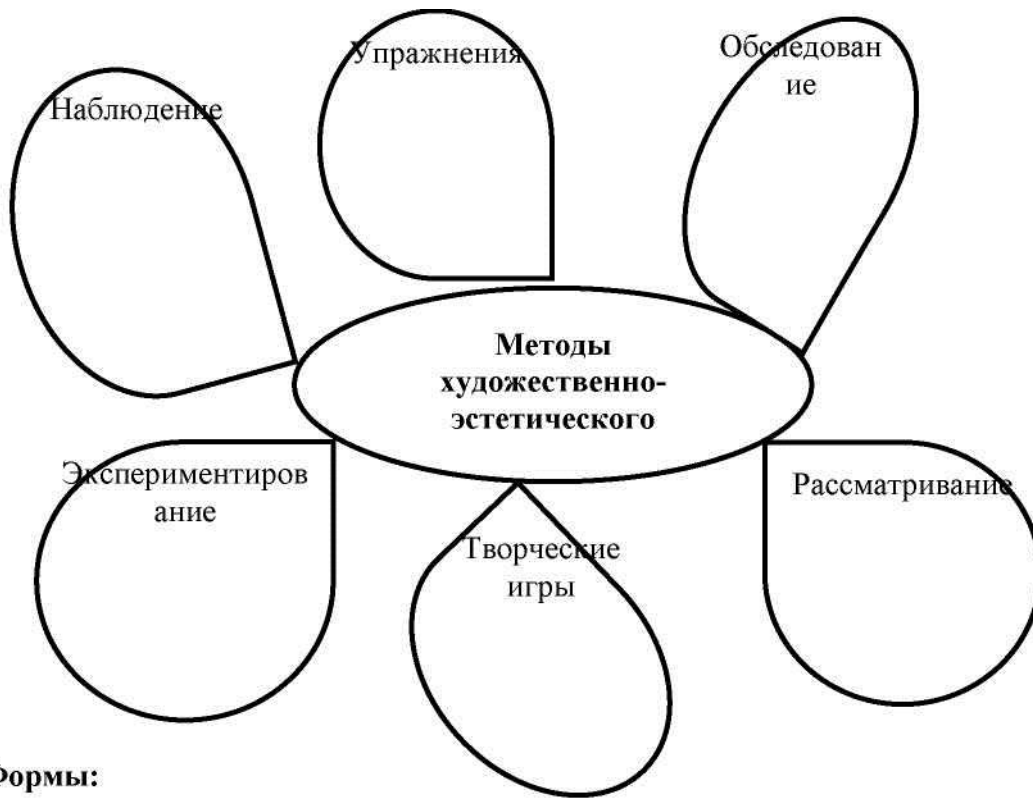 Упражнения
Обследован
ие
Наблюдение
Методы
художественно-
эстетического
Экспериментиров
ание
Рассматривание
Творческие
игры
Формы: